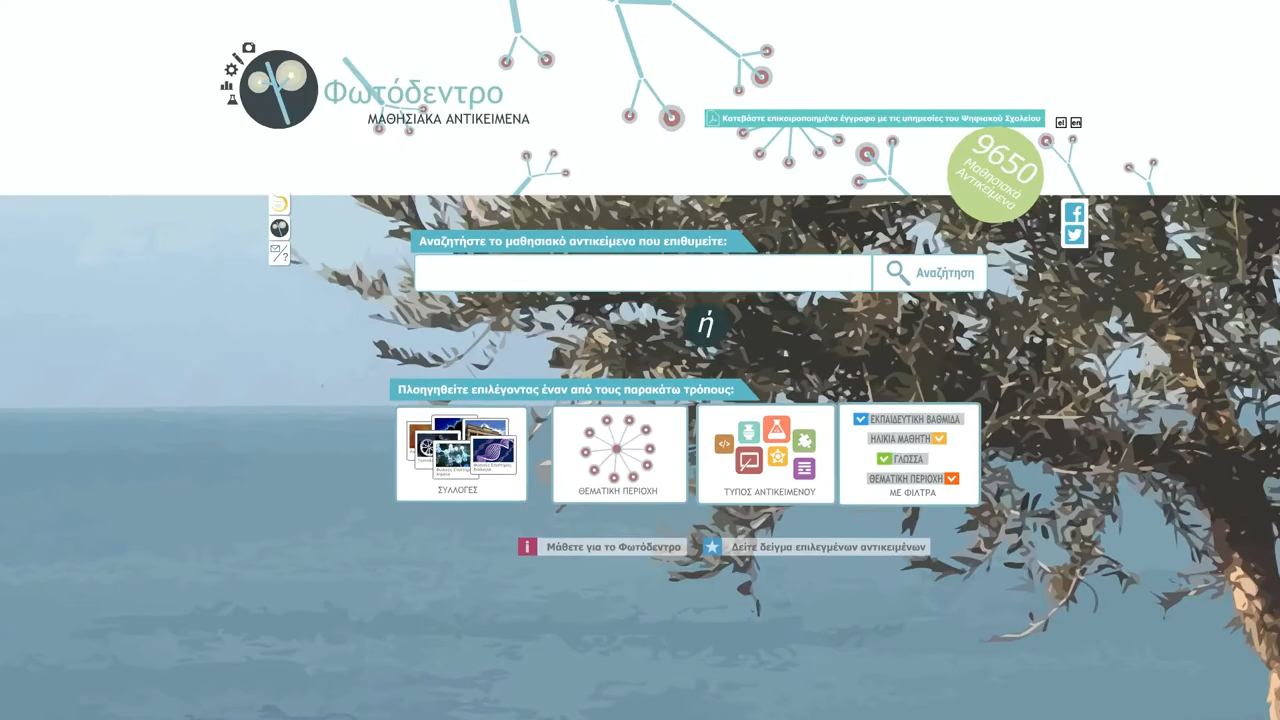 Φωτόδεντρο
ΜΑΘΗΣΙΑΚΑ ΑΝΤΙΚΕΙΜΕΝΑ
Κατεβάστε επικαιροποιημένο έγγραφο με τις υπηρεσίες του Ψηφιακού Σχολείου
el en
9650
Μαθησιακά
Αντικείμενα
Αναζητήστε το μαθησιακό αντικείμενο που επιθυμείτε:
Αναζήτηση
ή
Πλοηγηθείτε επιλέγοντας έναν από τους παρακάτω τρόπους:
ΣΥΛΛΟΓΕΣ
ΘΕΜΑΤΙΚΗ ΠΕΡΙΟΧΗ
ΤΥΠΟΣ ΑΝΤΙΚΕΙΜΕΝΟΥ
ΕΚΠΑΙΔΕΥΤΙΚΗ ΒΑΘΜΙΔΑ
ΗΛΙΚΙΑ ΜΑΘΗΤΗ
ΓΛΩΣΣΑ
ΘΕΜΑΤΙΚΗ ΠΕΡΙΟΧΗ
ΜΕ ΦΙΛΤΡΑ
Μάθετε για το Φωτόδεντρο
Δείτε δείγμα επιλεγμένων αντικειμένων